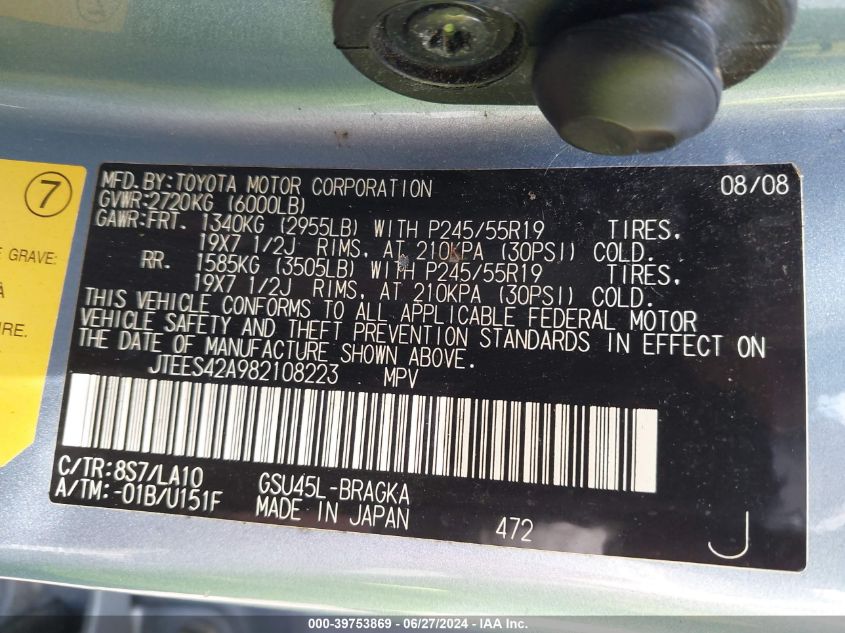 7
E GRAVE:
A
IRE.
MFD. BY: TOYOTA MOTOR CORPORATION 08/08
GVWR: 2720KG (6000LB)
GAWR: FRT. 1340KG (2955LB) WITH P245/55R19 TIRES,
19X7 1/2J RIMS, AT 210KPA (30PSI) COLD.
RR. 1585KG (3505LB) WITH P245/55R19 TIRES,
19X7 1/2J RIMS, AT 210KPA (30PSI) COLD.
THIS VEHICLE CONFORMS TO ALL APPLICABLE FEDERAL MOTOR
VEHICLE SAFETY AND THEFT PREVENTION STANDARDS IN EFFECT ON
THE DATE OF MANUFACTURE SHOWN ABOVE.
JTEES42A982108223 MPV
C/TR: 8S7/LA10 GSU45L-BRAGKA
A/TM: -01B/U151F MADE IN JAPAN 472 J
000-39753869 - 06/27/2024 - IAAI.com